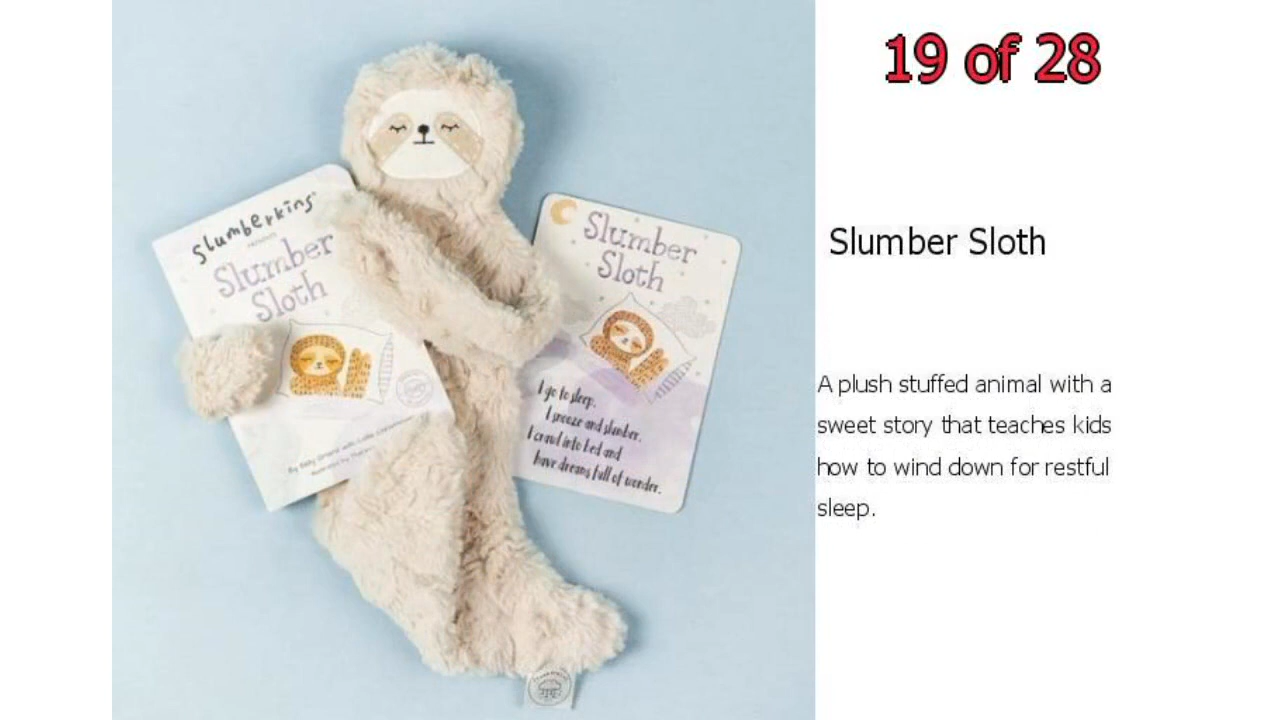 19 of 28
slumberkins
PRESENTS
Slumber
Sloth
Slumber
Sloth
I go to sleep,
I snooze and slumber,
I crawl into bed and
have dreams full of wonder.
Slumber Sloth
A plush stuffed animal with a
sweet story that teaches kids
how to wind down for restful
sleep.